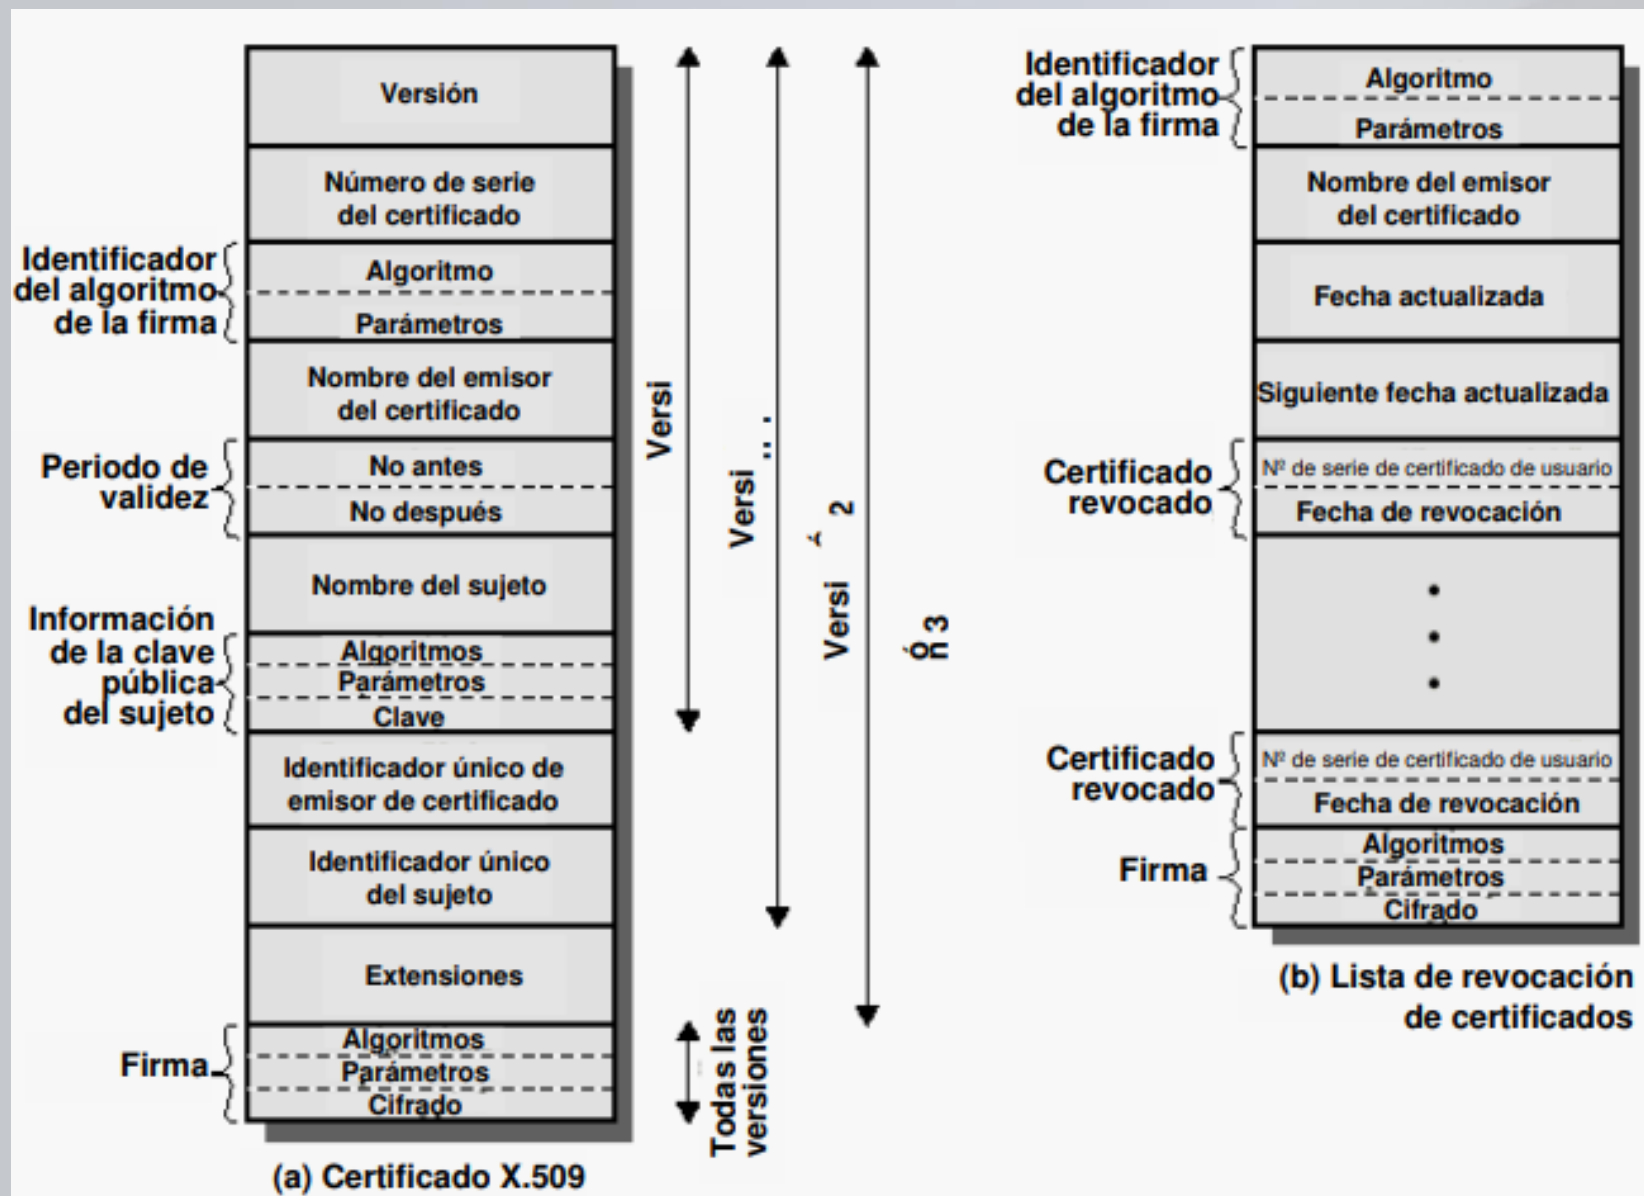 Versión
Número de serie
del certificado
Identificador
del algoritmo
de la firma
Algoritmo
Parámetros
Nombre del emisor
del certificado
Periodo de
validez
No antes
No después
Nombre del sujeto
Información
de la clave
pública
del sujeto
Algoritmos
Parámetros
Clave
Identificador único de
emisor de certificado
Identificador único
del sujeto
Extensiones
Firma
Algoritmos
Parámetros
Cifrado
(a) Certificado X.509
Versi
Versi
Versi
2
ón 3
Todas las
versiones
Identificador
del algoritmo
de la firma
Algoritmo
Parámetros
Nombre del emisor
del certificado
Fecha actualizada
Siguiente fecha actualizada
Certificado
revocado
Nº de serie de certificado de usuario
Fecha de revocación
Certificado
revocado
Nº de serie de certificado de usuario
Fecha de revocación
Firma
Algoritmos
Parámetros
Cifrado
(b) Lista de revocación
de certificados